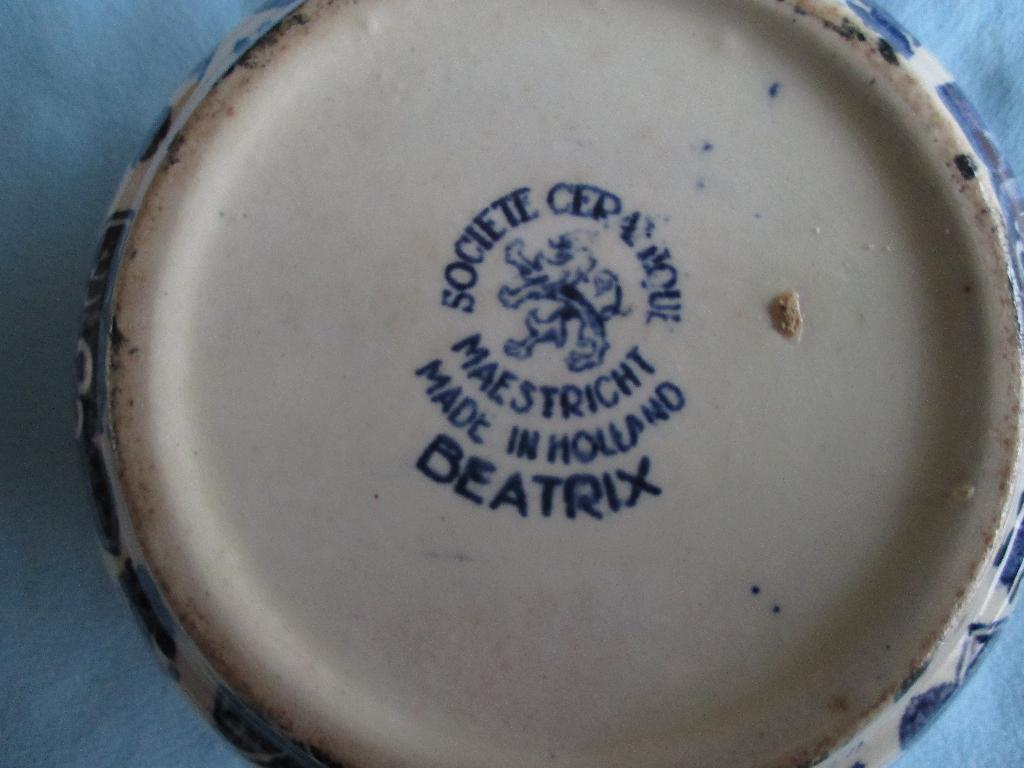 SOCIETE CERAMIQUE
MAESTRICHT
MADE IN HOLLAND
BEATRIX